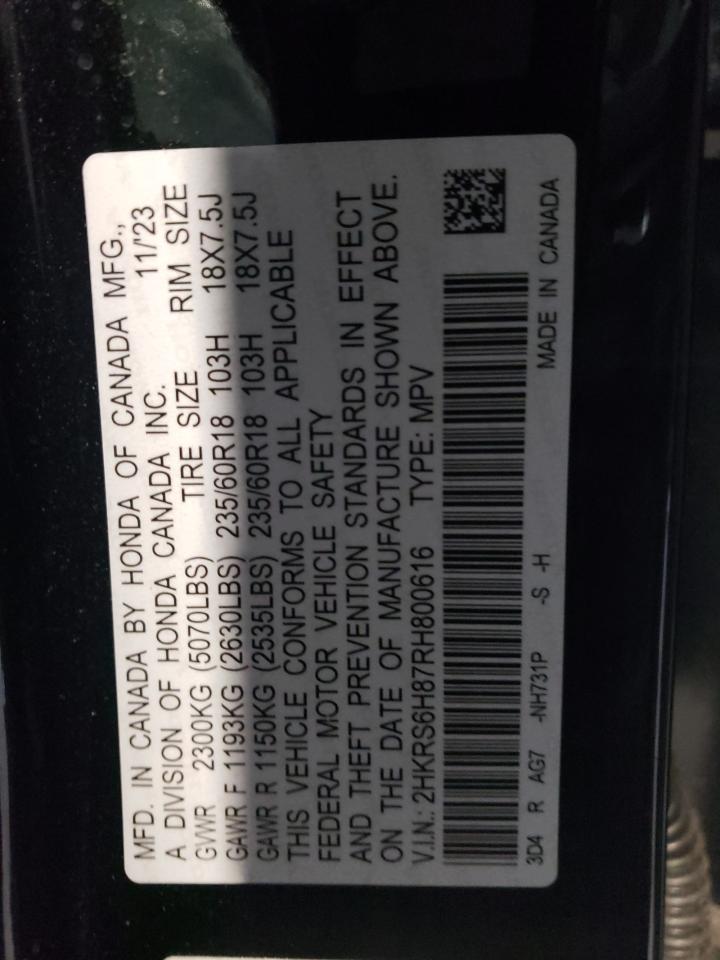 MFD. IN CANADA BY HONDA OF CANADA MFG.,
A DIVISION OF HONDA CANADA INC. 11/'23
GVWR 2300KG (5070LBS) TIRE SIZE RIM SIZE
GAWR F 1193KG (2630LBS) 235/60R18 103H 18X7.5J
GAWR R 1150KG (2535LBS) 235/60R18 103H 18X7.5J
THIS VEHICLE CONFORMS TO ALL APPLICABLE
FEDERAL MOTOR VEHICLE SAFETY
AND THEFT PREVENTION STANDARDS IN EFFECT
ON THE DATE OF MANUFACTURE SHOWN ABOVE.
V.I.N.: 2HKRS6H87RH800616 TYPE: MPV
3D4 R AG7 -NH731P -S -H MADE IN CANADA